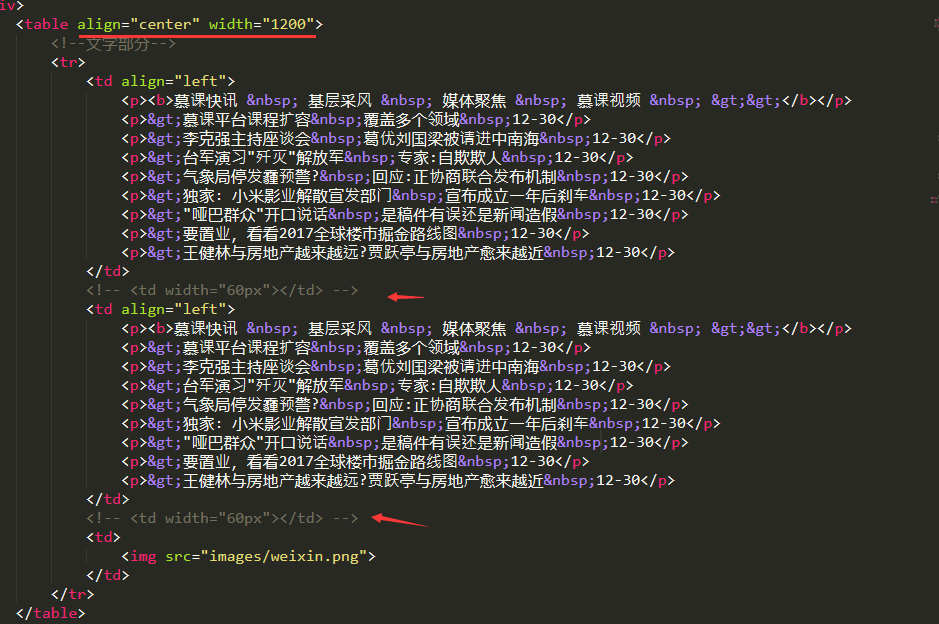 iv>
<table align="center" width="1200">
<!--文字部分-->
<tr>
<td align="left">
<p><b>慕课快讯 &nbsp; 基层采风 &nbsp; 媒体聚焦 &nbsp; 慕课视频 &nbsp; &gt;&gt;</b></p>
<p>&gt;慕课平台课程扩容&nbsp;覆盖多个领域&nbsp;12-30</p>
<p>&gt;李克强主持座谈会&nbsp;葛优刘国梁被请进中南海&nbsp;12-30</p>
<p>&gt;台军演习"歼灭"解放军&nbsp;专家:自欺欺人&nbsp;12-30</p>
<p>&gt;气象局停发霾预警?&nbsp;回应:正协商联合发布机制&nbsp;12-30</p>
<p>&gt;独家：小米影业解散宣发部门&nbsp;宣布成立一年后刹车&nbsp;12-30</p>
<p>&gt;"哑巴群众"开口说话&nbsp;是稿件有误还是新闻造假&nbsp;12-30</p>
<p>&gt;要置业，看看2017全球楼市掘金路线图&nbsp;12-30</p>
<p>&gt;王健林与房地产越来越远?贾跃亭与房地产愈来越近&nbsp;12-30</p>
</td>
<!-- <td width="60px"></td> -->
<td align="left">
<p><b>慕课快讯 &nbsp; 基层采风 &nbsp; 媒体聚焦 &nbsp; 慕课视频 &nbsp; &gt;&gt;</b></p>
<p>&gt;慕课平台课程扩容&nbsp;覆盖多个领域&nbsp;12-30</p>
<p>&gt;李克强主持座谈会&nbsp;葛优刘国梁被请进中南海&nbsp;12-30</p>
<p>&gt;台军演习"歼灭"解放军&nbsp;专家:自欺欺人&nbsp;12-30</p>
<p>&gt;气象局停发霾预警?&nbsp;回应:正协商联合发布机制&nbsp;12-30</p>
<p>&gt;独家：小米影业解散宣发部门&nbsp;宣布成立一年后刹车&nbsp;12-30</p>
<p>&gt;"哑巴群众"开口说话&nbsp;是稿件有误还是新闻造假&nbsp;12-30</p>
<p>&gt;要置业，看看2017全球楼市掘金路线图&nbsp;12-30</p>
<p>&gt;王健林与房地产越来越远?贾跃亭与房地产愈来越近&nbsp;12-30</p>
</td>
<!-- <td width="60px"></td> -->
<td>
<img src="images/weixin.png">
</td>
</tr>
</table>